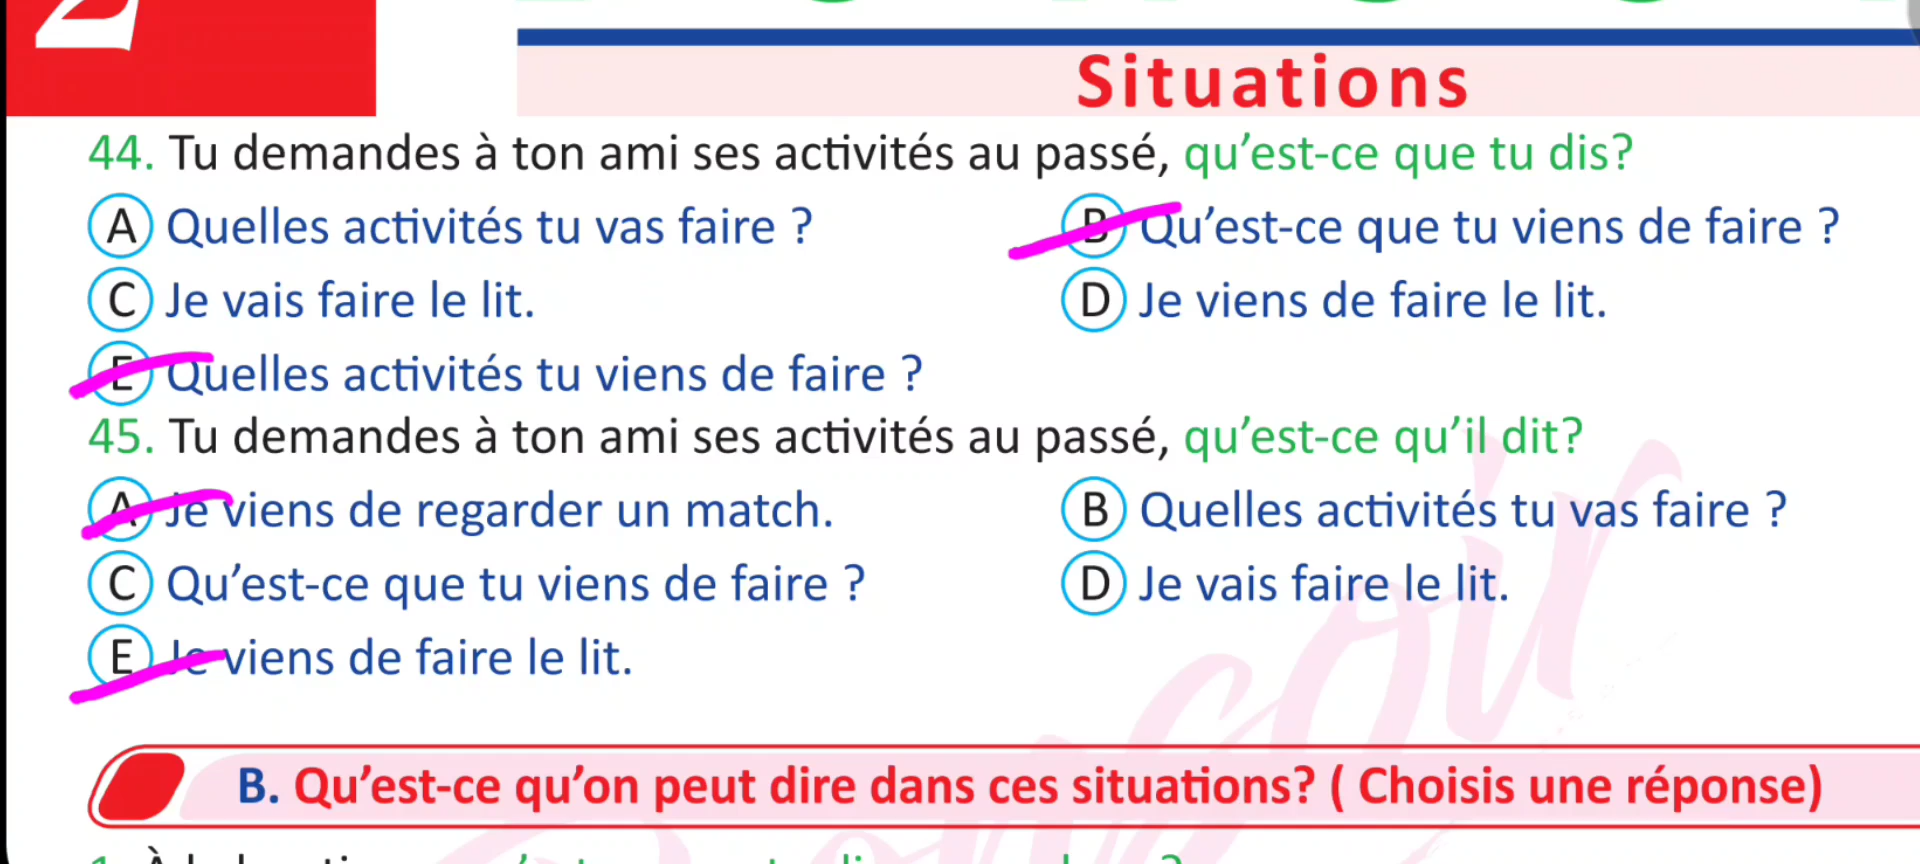 2
Situations
44. Tu demandes à ton ami ses activités au passé, qu'est-ce que tu dis?
A Quelles activités tu vas faire ? B Qu'est-ce que tu viens de faire ?
C Je vais faire le lit. D Je viens de faire le lit.
E Quelles activités tu viens de faire ?
45. Tu demandes à ton ami ses activités au passé, qu'est-ce qu'il dit?
A Je viens de regarder un match. B Quelles activités tu vas faire ?
C Qu'est-ce que tu viens de faire ? D Je vais faire le lit.
E Je viens de faire le lit.
B. Qu'est-ce qu'on peut dire dans ces situations? ( Choisis une réponse)